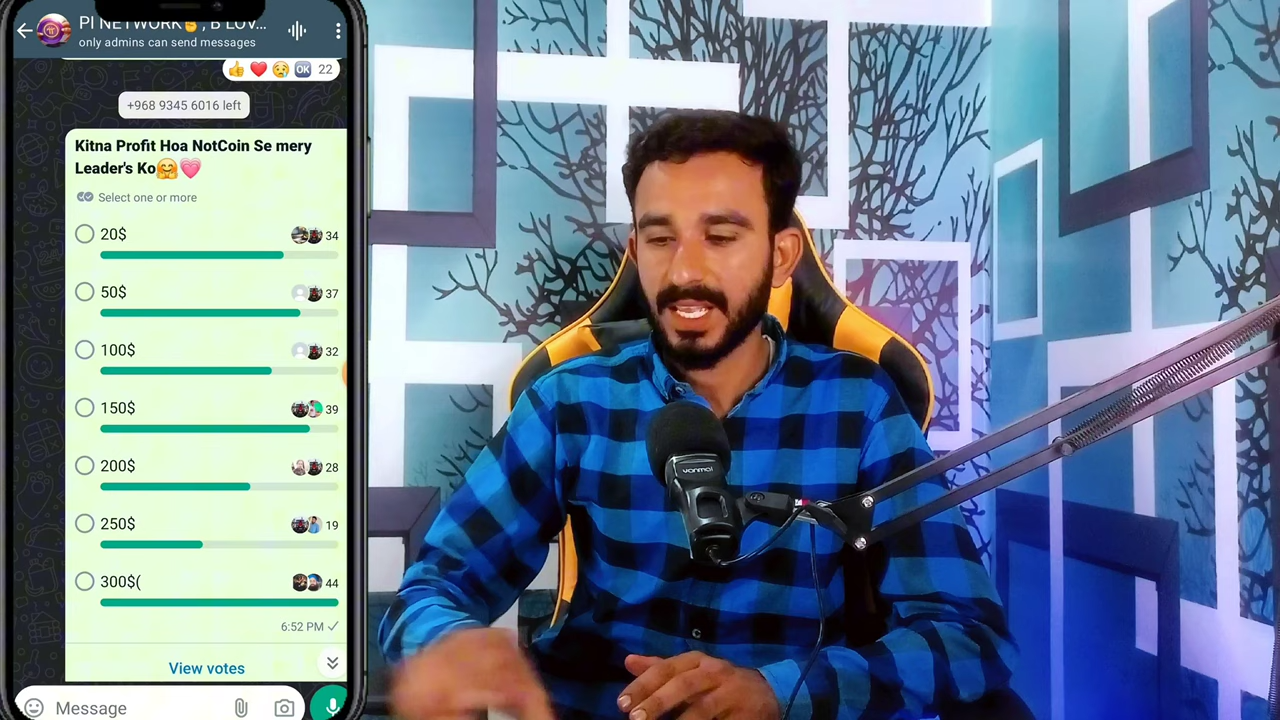 PI NETWORK✌, B LOV...
only admins can send messages
👍 ❤️ 😢 🆗 22
+968 9345 6016 left
Kitna Profit Hoa NotCoin Se mery
Leader's Ko🤗💗
Select one or more
20$ 34
50$ 37
100$ 32
150$ 39
200$ 28
250$ 19
300$( 44
6:52 PM
View votes
Message
vanmai